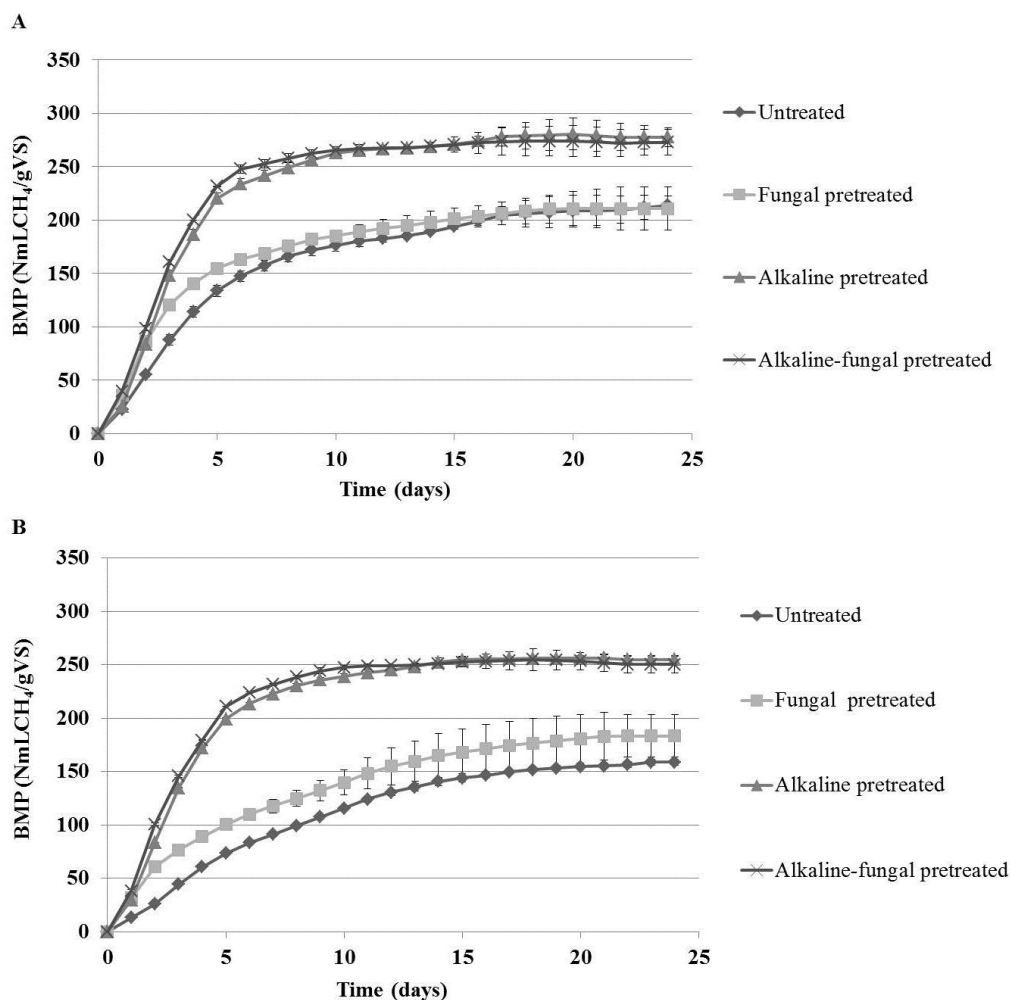 A
350
300
250
200
150
100
50
0
BMP (NmLCH₄/gVS)
0 5 10 15 20 25
Time (days)
Untreated
Fungal pretreated
Alkaline pretreated
Alkaline-fungal pretreated
B
350
300
250
200
150
100
50
0
BMP (NmLCH₄/gVS)
0 5 10 15 20 25
Time (days)
Untreated
Fungal pretreated
Alkaline pretreated
Alkaline-fungal pretreated